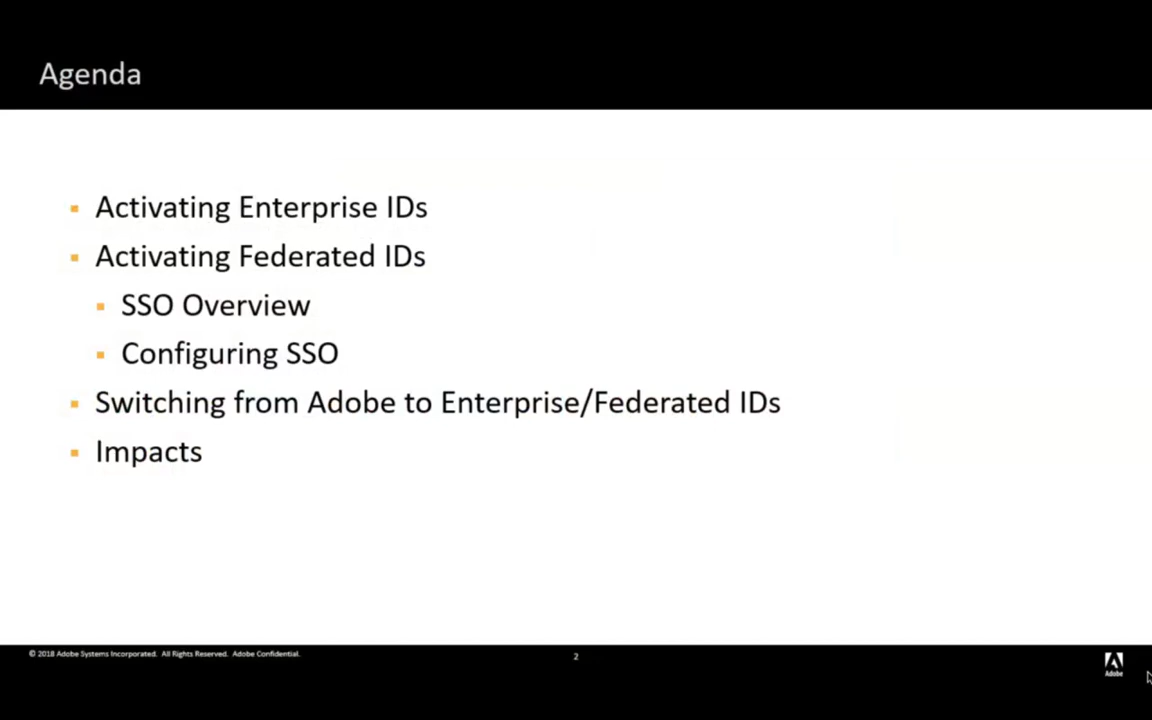 Agenda
Activating Enterprise IDs
Activating Federated IDs
SSO Overview
Configuring SSO
Switching from Adobe to Enterprise/Federated IDs
Impacts
© 2018 Adobe Systems Incorporated. All Rights Reserved. Adobe Confidential.
2
Adobe